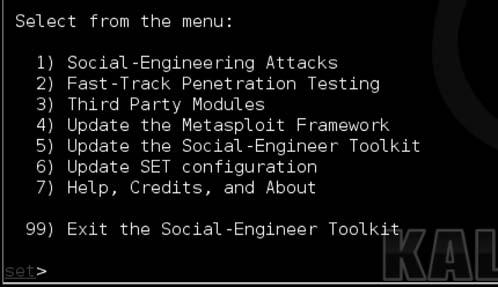 Select from the menu:
1) Social-Engineering Attacks
2) Fast-Track Penetration Testing
3) Third Party Modules
4) Update the Metasploit Framework
5) Update the Social-Engineer Toolkit
6) Update SET configuration
7) Help, Credits, and About
99) Exit the Social-Engineer Toolkit
set>
KAL